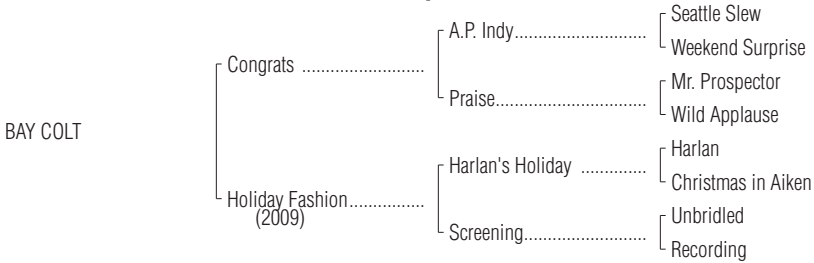 Seattle Slew
A.P. Indy..........................
Weekend Surprise
Congrats .........................
Mr. Prospector
Praise...............................
Wild Applause
BAY COLT
Harlan
Harlan's Holiday ..............
Christmas in Aiken
Holiday Fashion................
(2009)
Unbridled
Screening.........................
Recording